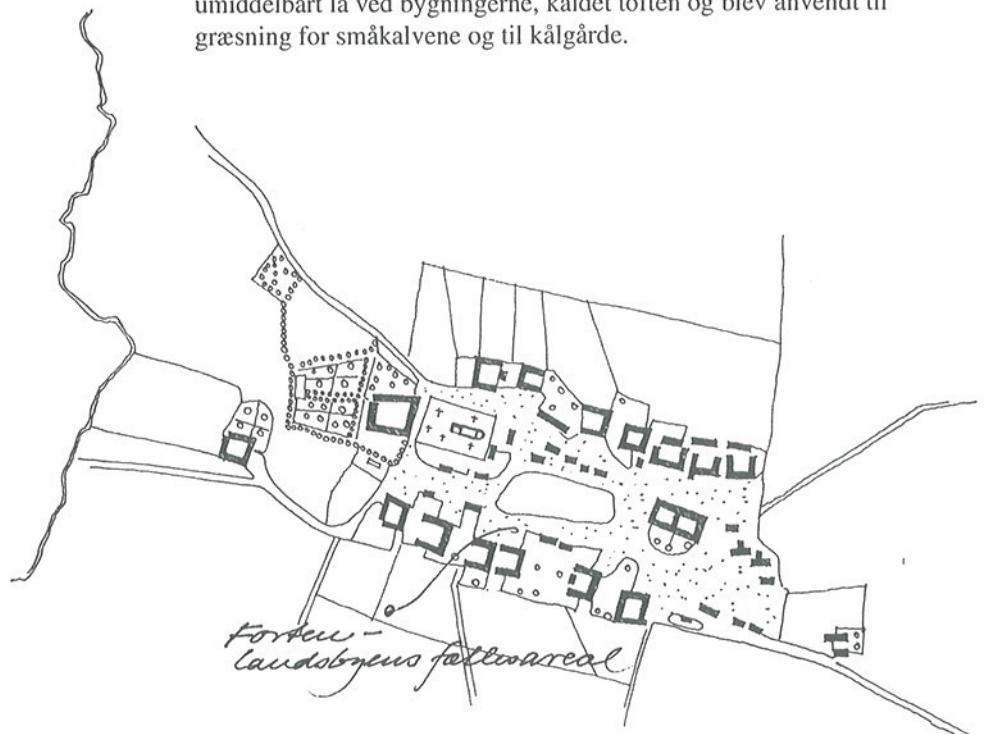 umiddelbart lå ved bygningerne, kaldet toften og blev anvendt til
græsning for småkalvene og til kålgårde.
Forten –
landsbyens fællesareal